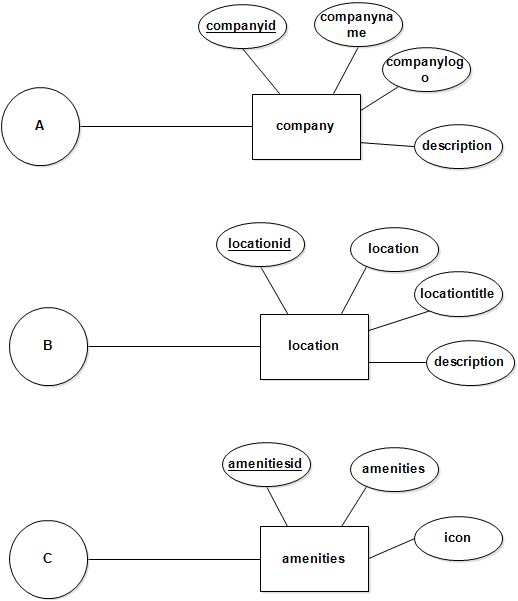 companyid
companyna
me
companylog
o
A
company
description
locationid
location
locationtitle
B
location
description
amenitiesid
amenities
icon
C
amenities